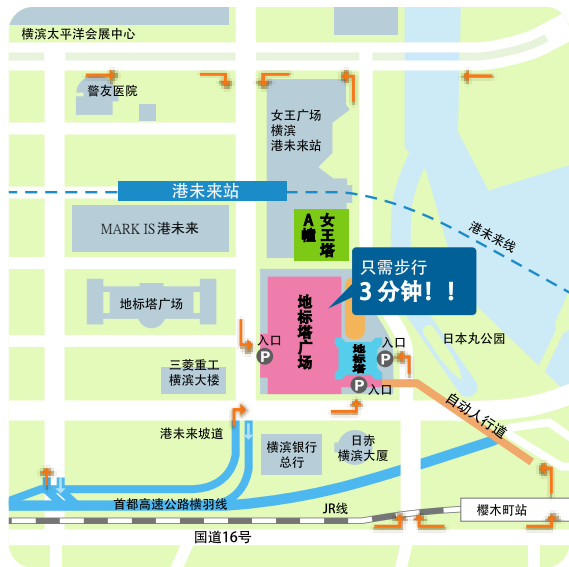 横滨太平洋会展中心
警友医院
女王广场
横滨
港未来站
港未来站
MARK IS 港未来
A幢
女王塔
港未来线
只需步行
3 分钟！！
地标塔广场
地标塔广场
地标塔
入口
P
入口
P
P
入口
日本丸公园
三菱重工
横滨大楼
自动人行道
港未来坡道
横滨银行
总行
日赤
横滨大厦
首都高速公路横羽线
JR线
樱木町站
国道16号